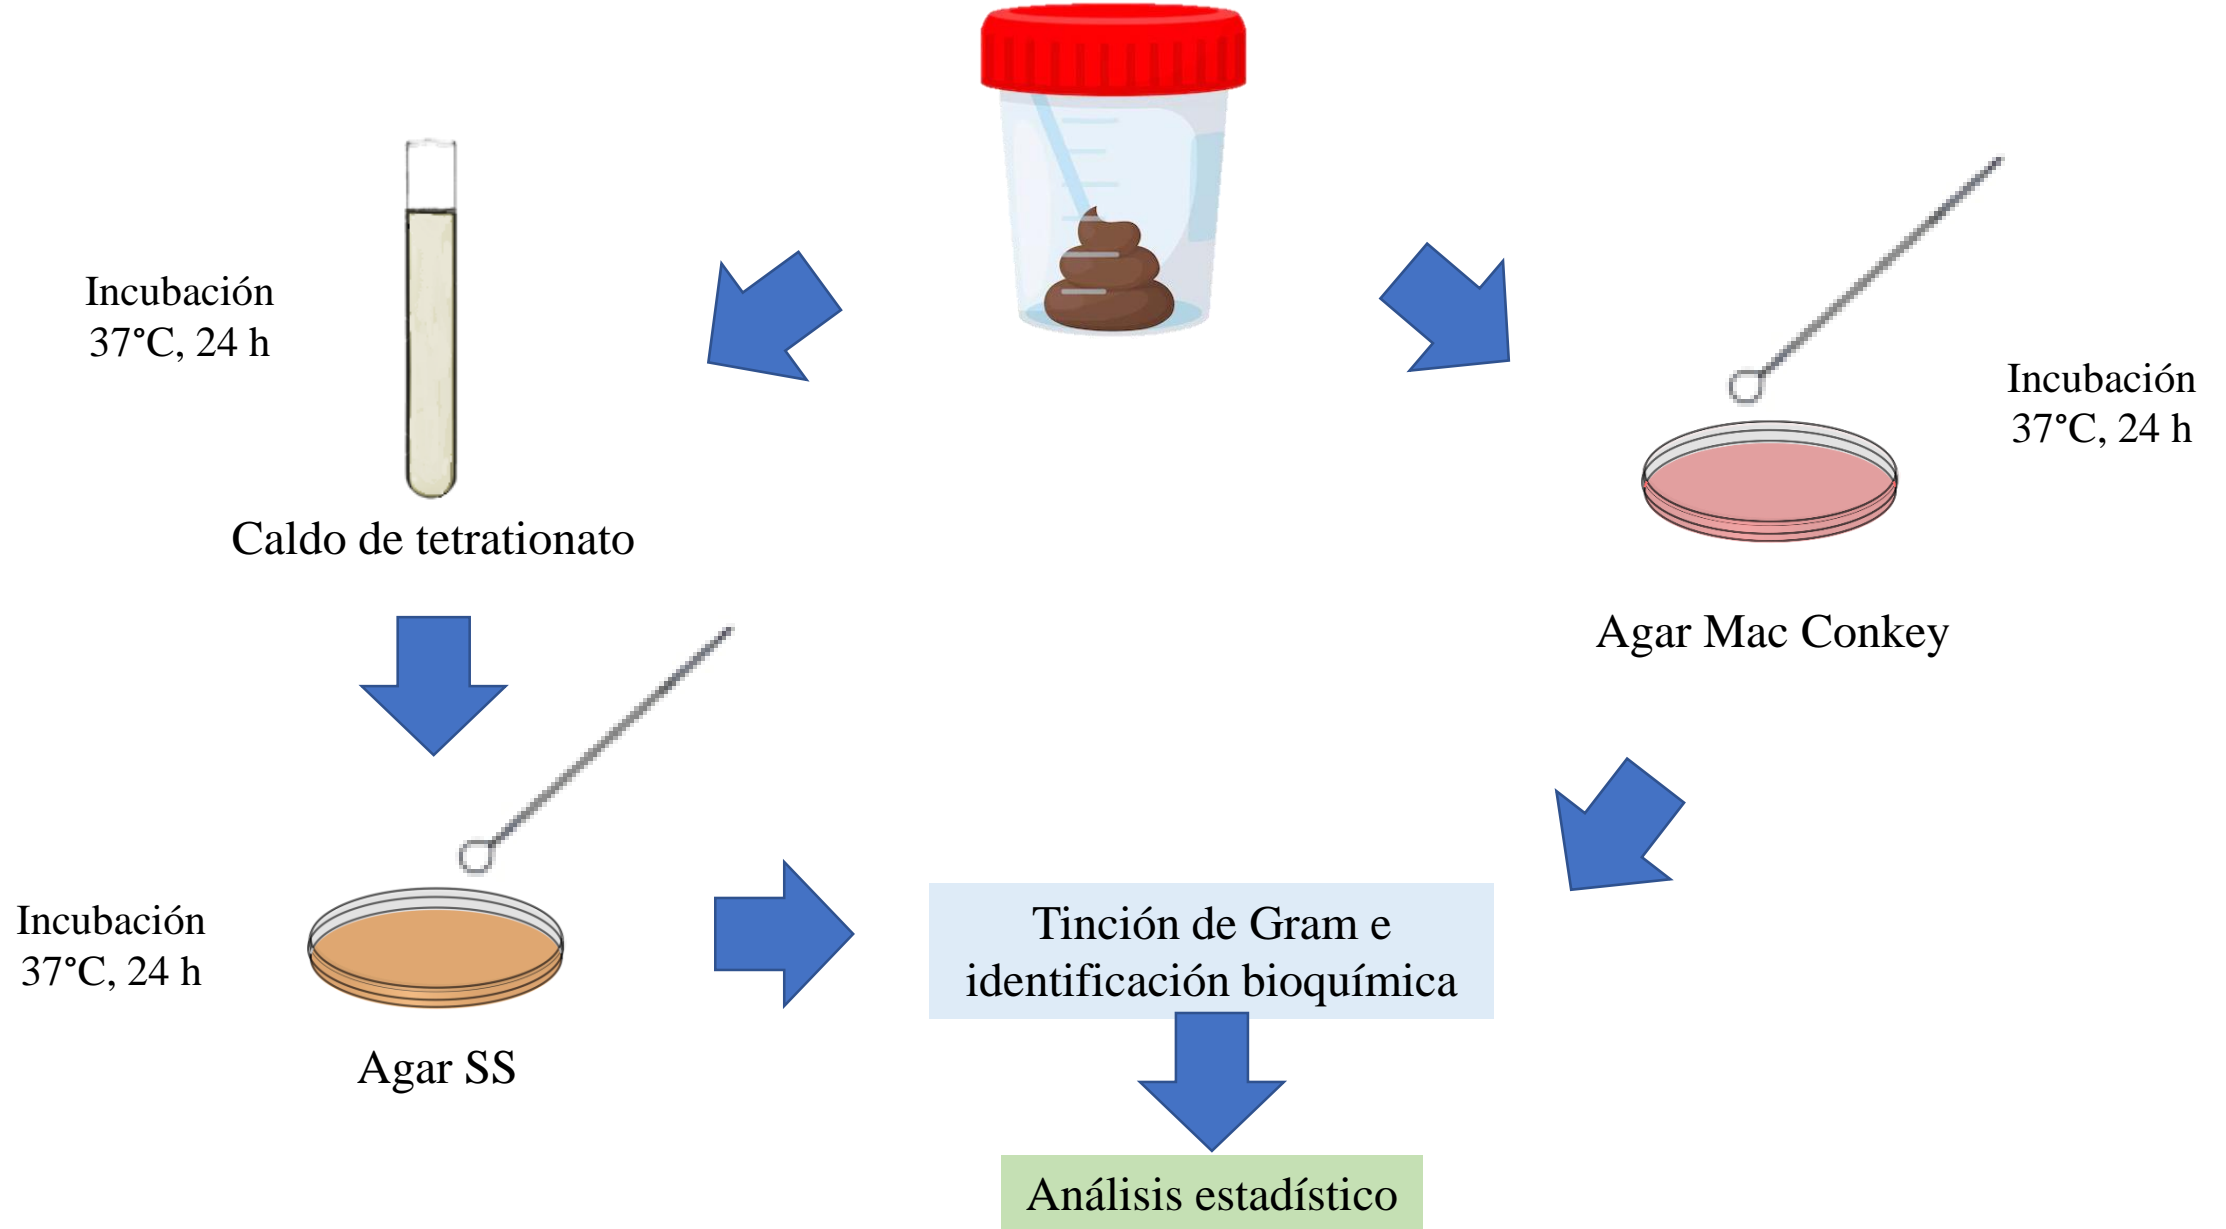 Incubación
37°C, 24 h
Caldo de tetrationato
Incubación
37°C, 24 h
Agar Mac Conkey
Incubación
37°C, 24 h
Agar SS
Tinción de Gram e
identificación bioquímica
Análisis estadístico